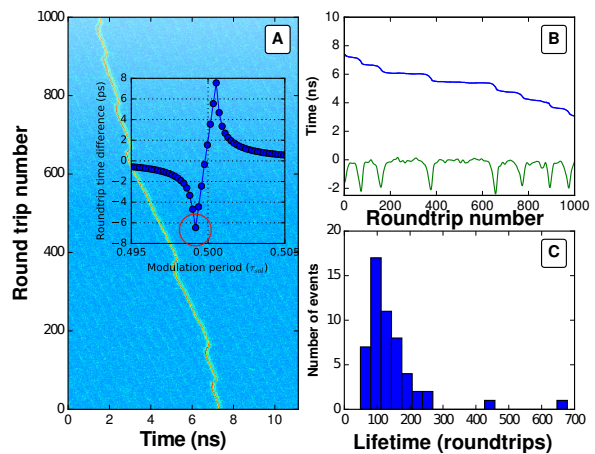 A
1000
800
600
400
200
0
Round trip number
0 2 4 6 8 10
Time (ns)
8
6
4
2
0
−2
−4
−6
−8
Roundtrip time difference (ps)
0.495 0.500 0.505
Modulation period (τsol)
B
10
8
6
4
2
0
−2
Time (ns)
0 200 400 600 800 1000
Roundtrip number
C
20
15
10
5
0
Number of events
0 100 200 300 400 500 600 700
Lifetime (roundtrips)